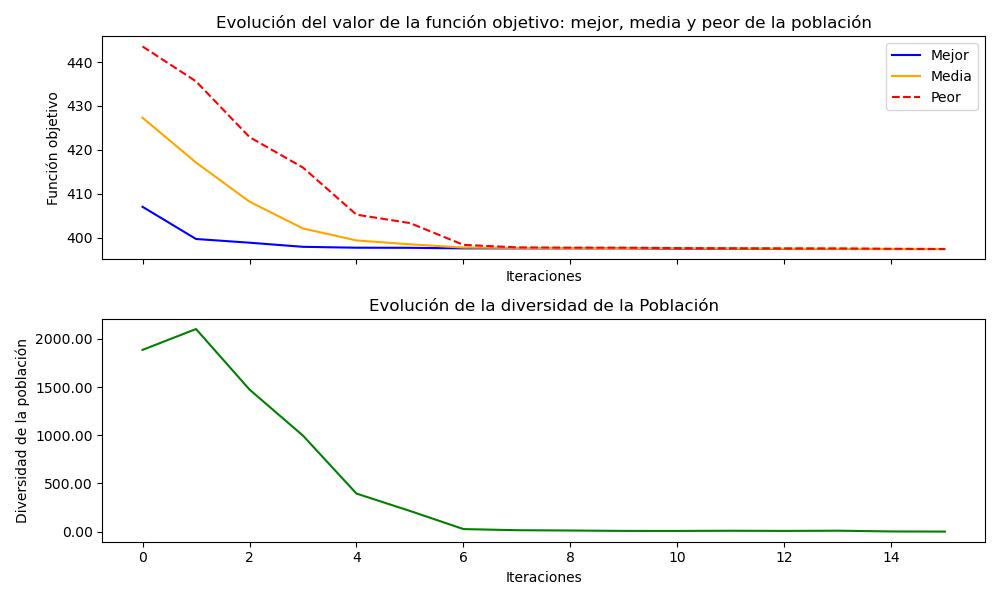 Evolución del valor de la función objetivo: mejor, media y peor de la población
Función objetivo
440
430
420
410
400
Mejor
Media
Peor
Iteraciones
Evolución de la diversidad de la Población
Diversidad de la población
2000.00
1500.00
1000.00
500.00
0.00
0 2 4 6 8 10 12 14
Iteraciones